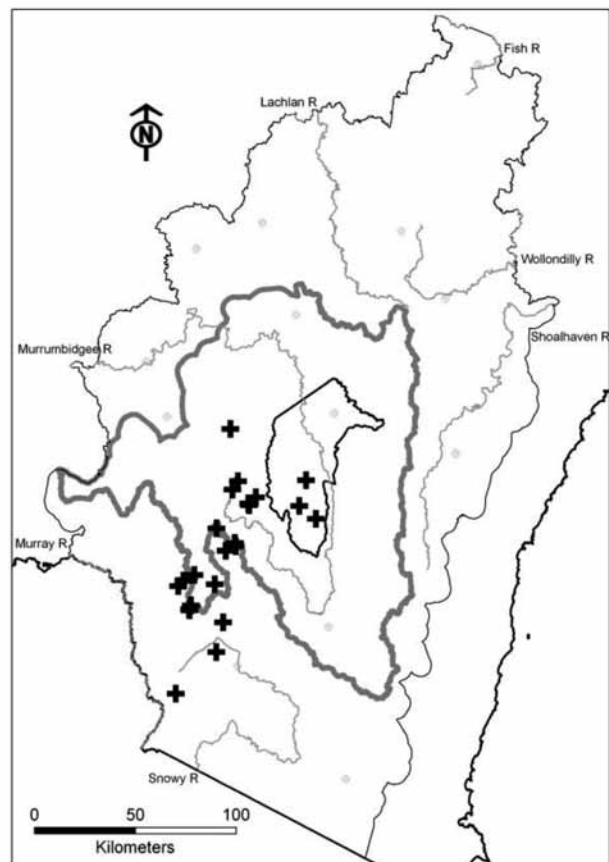 Fish R
Lachlan R
N
Wollondilly R
Shoalhaven R
Murrumbidgee R
Murray R
Snowy R
0 50 100
Kilometers